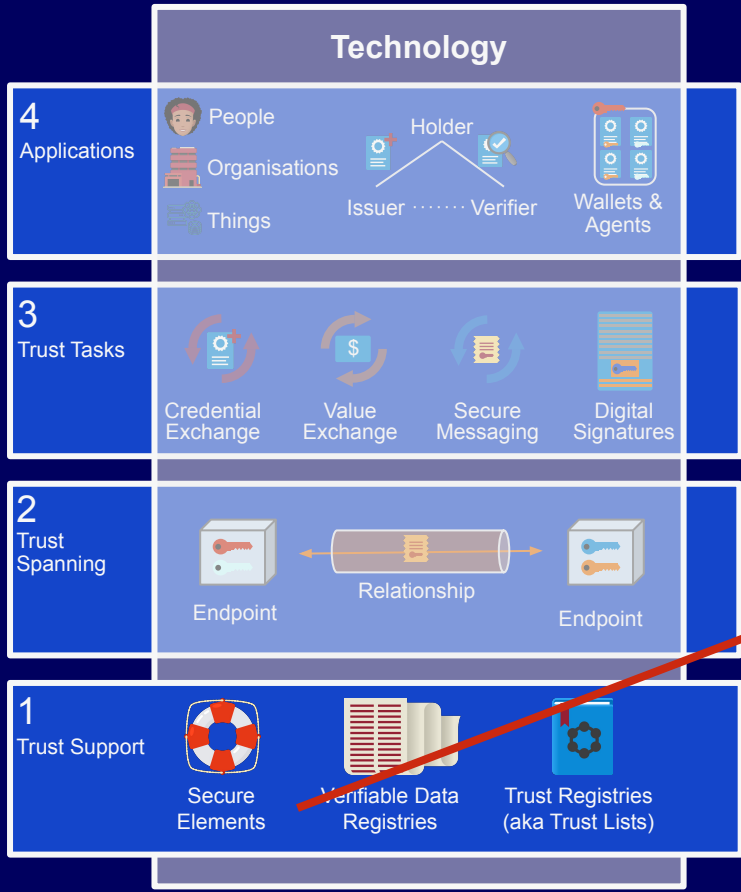 Technology
4
Applications
People
Organisations
Things
Holder
Issuer ······· Verifier
Wallets &
Agents
3
Trust Tasks
$
Credential
Exchange
Value
Exchange
Secure
Messaging
Digital
Signatures
2
Trust
Spanning
Endpoint
Relationship
Endpoint
1
Trust Support
Secure
Elements
Verifiable Data
Registries
Trust Registries
(aka Trust Lists)